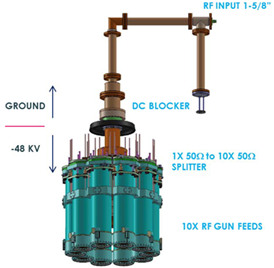 RF INPUT 1-5/8"
GROUND
DC BLOCKER
-48 KV
1X 50Ω to 10X 50Ω
SPLITTER
10X RF GUN FEEDS